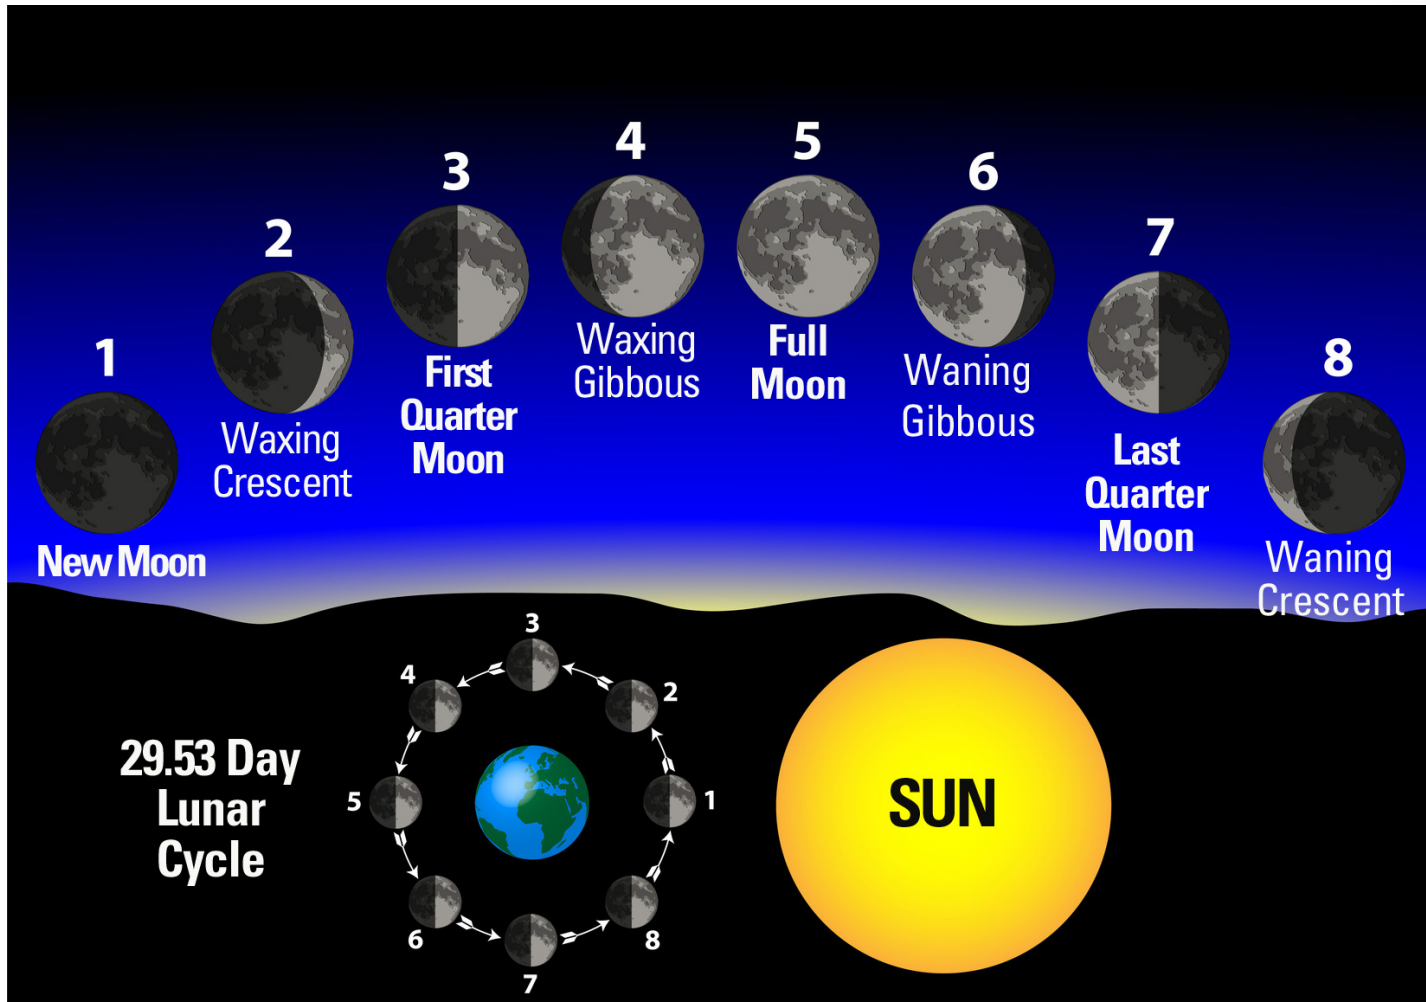 1
New Moon
2
Waxing
Crescent
3
First
Quarter
Moon
4
Waxing
Gibbous
5
Full
Moon
6
Waning
Gibbous
7
Last
Quarter
Moon
8
Waning
Crescent
29.53 Day
Lunar
Cycle
1
2
3
4
5
6
7
8
SUN